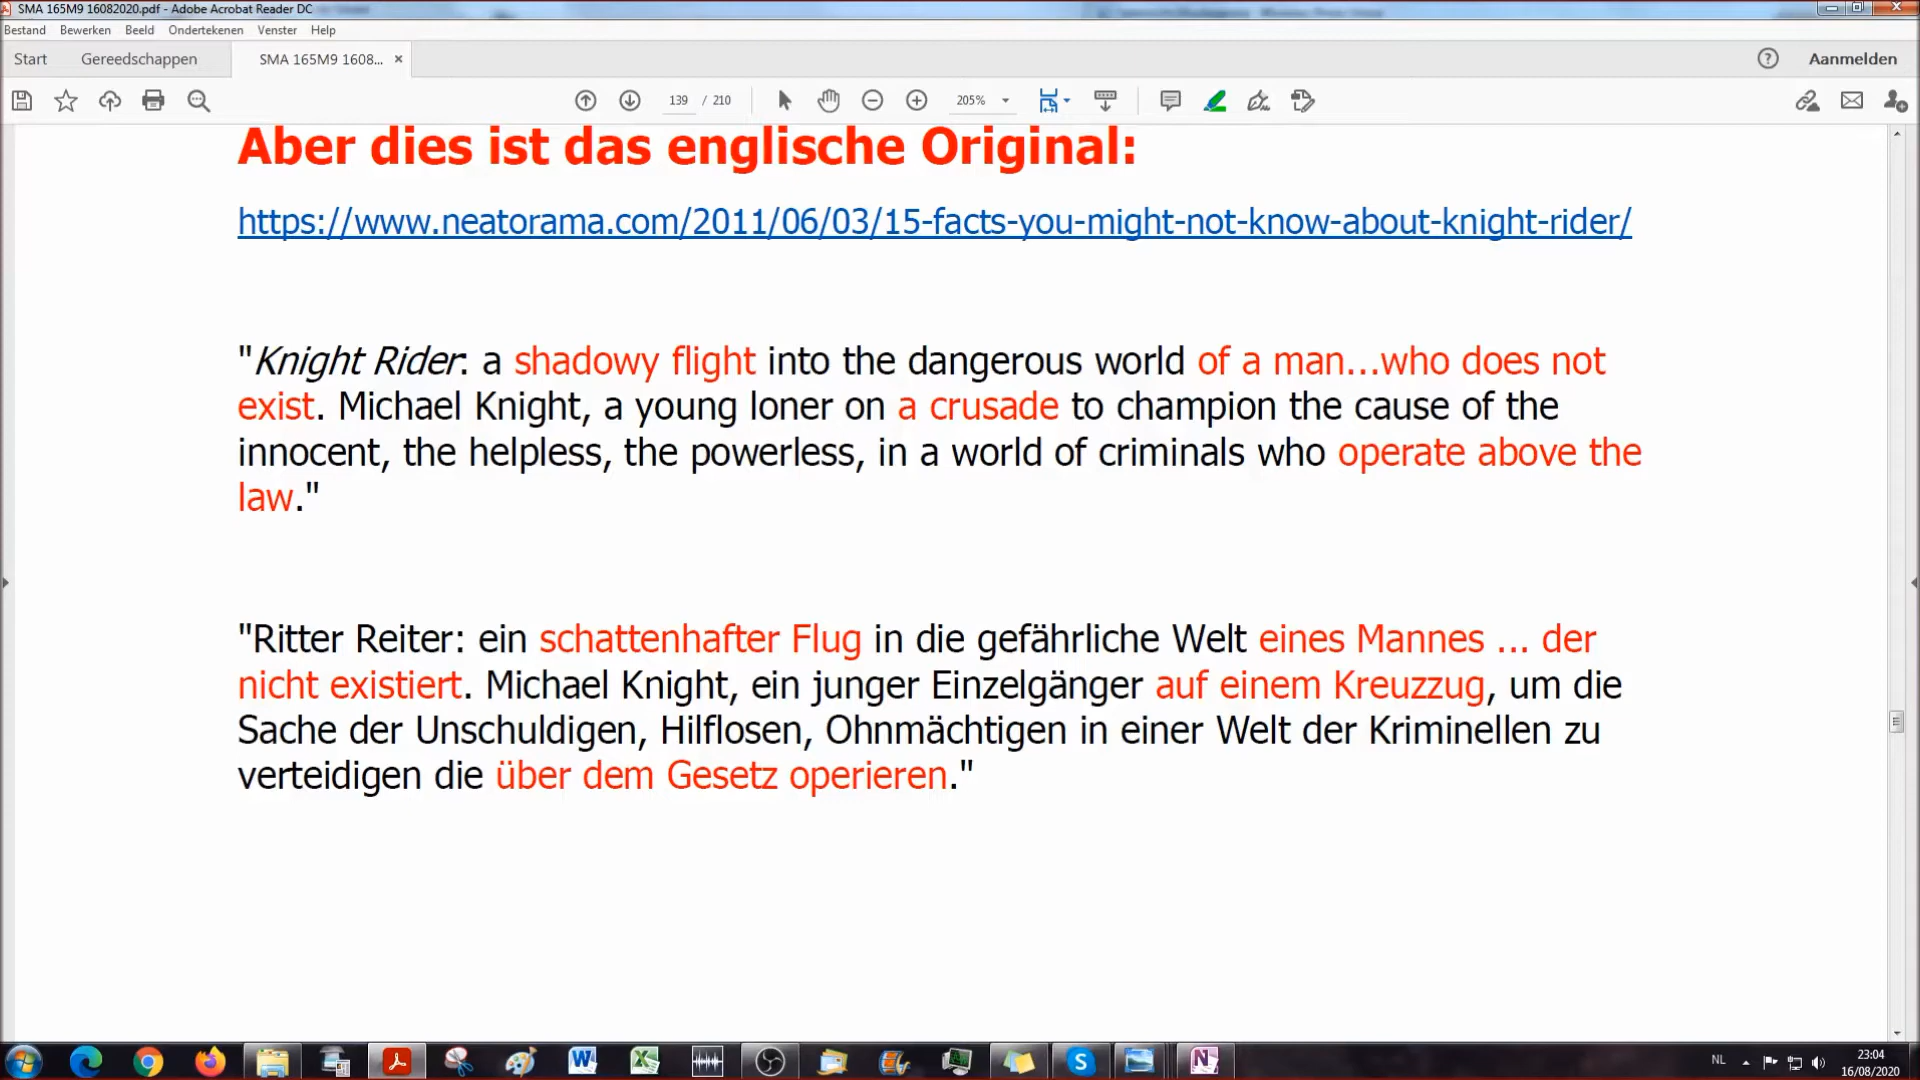 SMA 165M9 16082020.pdf - Adobe Acrobat Reader DC
Bestand Bewerken Beeld Ondertekenen Venster Help
Start Gereedschappen SMA 165M9 1608... × Aanmelden
139 / 210 205%
Aber dies ist das englische Original:
https://www.neatorama.com/2011/06/03/15-facts-you-might-not-know-about-knight-rider/
"Knight Rider: a shadowy flight into the dangerous world of a man...who does not
exist. Michael Knight, a young loner on a crusade to champion the cause of the
innocent, the helpless, the powerless, in a world of criminals who operate above the
law."
"Ritter Reiter: ein schattenhafter Flug in die gefährliche Welt eines Mannes ... der
nicht existiert. Michael Knight, ein junger Einzelgänger auf einem Kreuzzug, um die
Sache der Unschuldigen, Hilflosen, Ohnmächtigen in einer Welt der Kriminellen zu
verteidigen die über dem Gesetz operieren."
NL 23:04
16/08/2020